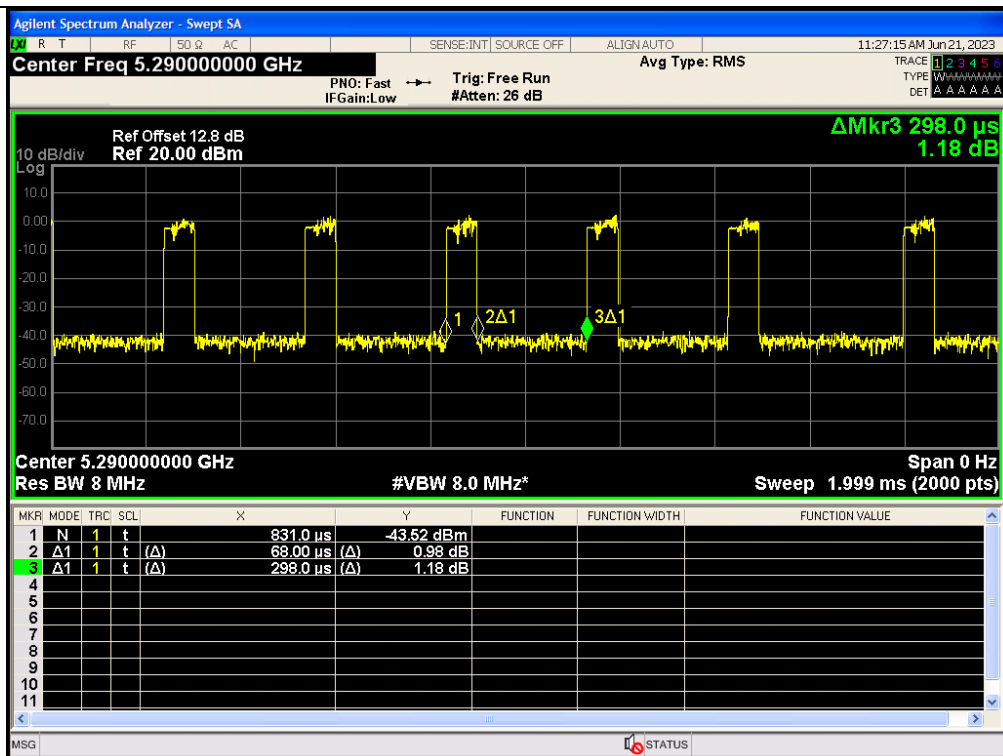 Agilent Spectrum Analyzer - Swept SA
LXI R T RF 50 Ω AC SENSE:INT SOURCE OFF ALIGN AUTO 11:27:15 AM Jun 21, 2023
Center Freq 5.290000000 GHz Avg Type: RMS TRACE 1 2 3 4 5 6
PNO: Fast Trig: Free Run TYPE WWWWWW
IFGain:Low #Atten: 26 dB DET A A A A A A
ΔMkr3 298.0 µs
1.18 dB
Ref Offset 12.8 dB
10 dB/div Ref 20.00 dBm
Log
10.0
0.00
-10.0
-20.0
-30.0
-40.0
-50.0
-60.0
-70.0
1 2Δ1 3Δ1
Center 5.290000000 GHz Span 0 Hz
Res BW 8 MHz #VBW 8.0 MHz* Sweep 1.999 ms (2000 pts)
MKR MODE TRC SCL X Y FUNCTION FUNCTION WIDTH FUNCTION VALUE
1 N 1 t 831.0 µs -43.52 dBm
2 Δ1 1 t (Δ) 68.00 µs (Δ) 0.98 dB
3 Δ1 1 t (Δ) 298.0 µs (Δ) 1.18 dB
4
5
6
7
8
9
10
11
MSG STATUS